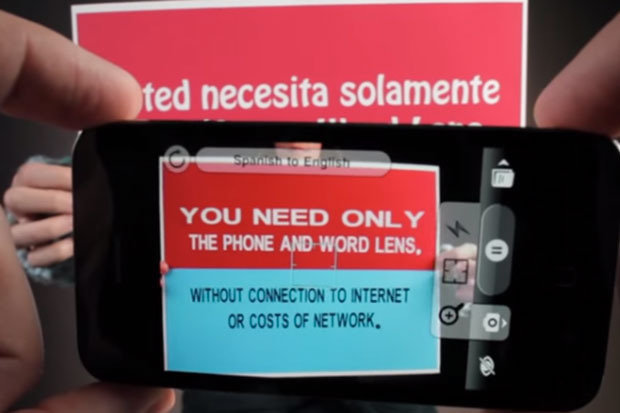 ted necesita solamente
Spanish to English
YOU NEED ONLY
THE PHONE AND WORD LENS.
WITHOUT CONNECTION TO INTERNET
OR COSTS OF NETWORK.